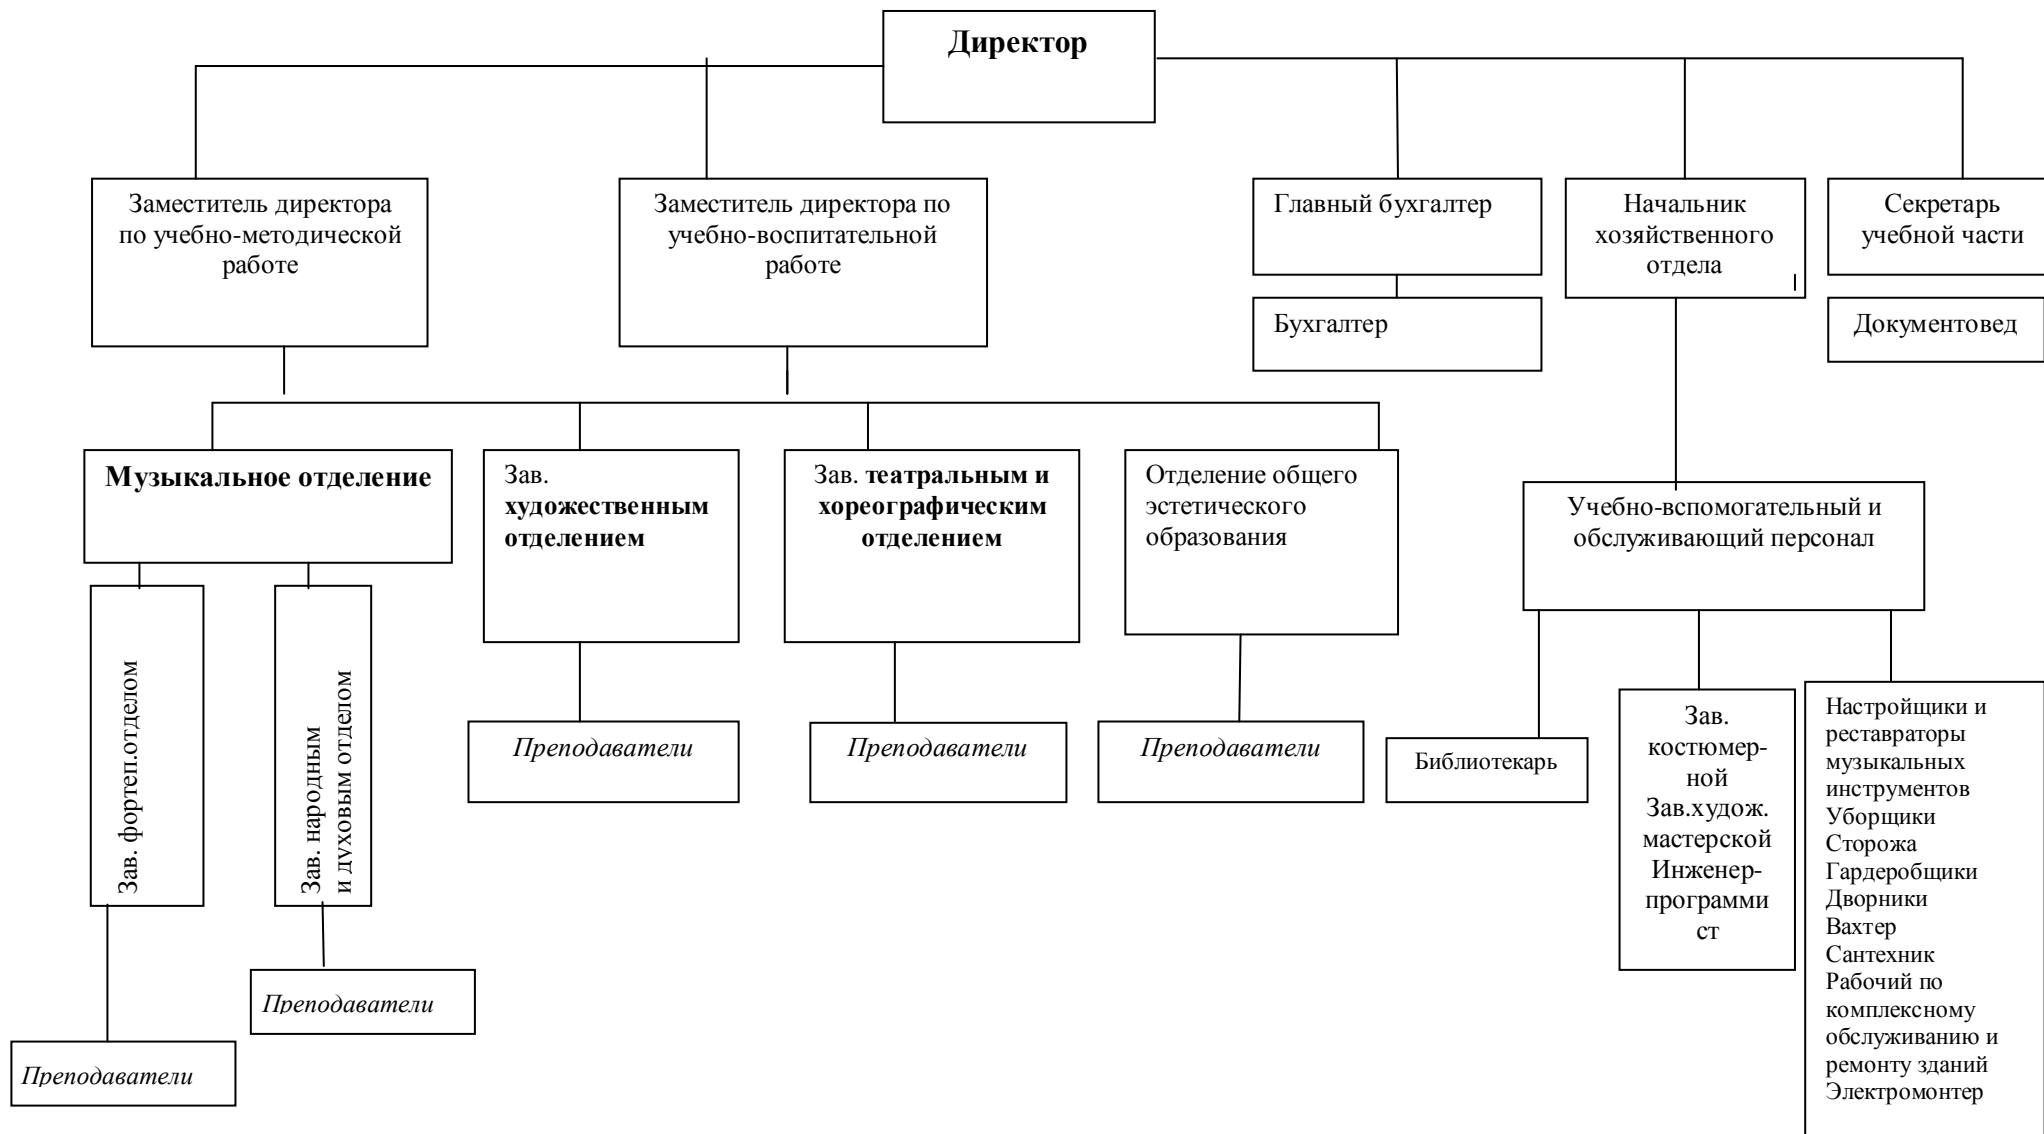 Директор
Заместитель директора
по учебно-методической
работе
Заместитель директора по
учебно-воспитательной
работе
Главный бухгалтер
Начальник
хозяйственного
отдела
Секретарь
учебной части
Бухгалтер
Документовед
Музыкальное отделение
Зав.
художественным
отделением
Зав. театральным и
хореографическим
отделением
Отделение общего
эстетического
образования
Учебно-вспомогательный и
обслуживающий персонал
Зав. фортеп.отделом
Зав. народным
и духовым отделом
Преподаватели
Преподаватели
Преподаватели
Библиотекарь
Зав.
костюмер-
ной
Зав.худож.
мастерской
Инженер-
программи
ст
Настройщики и
реставраторы
музыкальных
инструментов
Уборщики
Сторожа
Гардеробщики
Дворники
Вахтер
Сантехник
Рабочий по
комплексному
обслуживанию и
ремонту зданий
Электромонтер
Преподаватели
Преподаватели